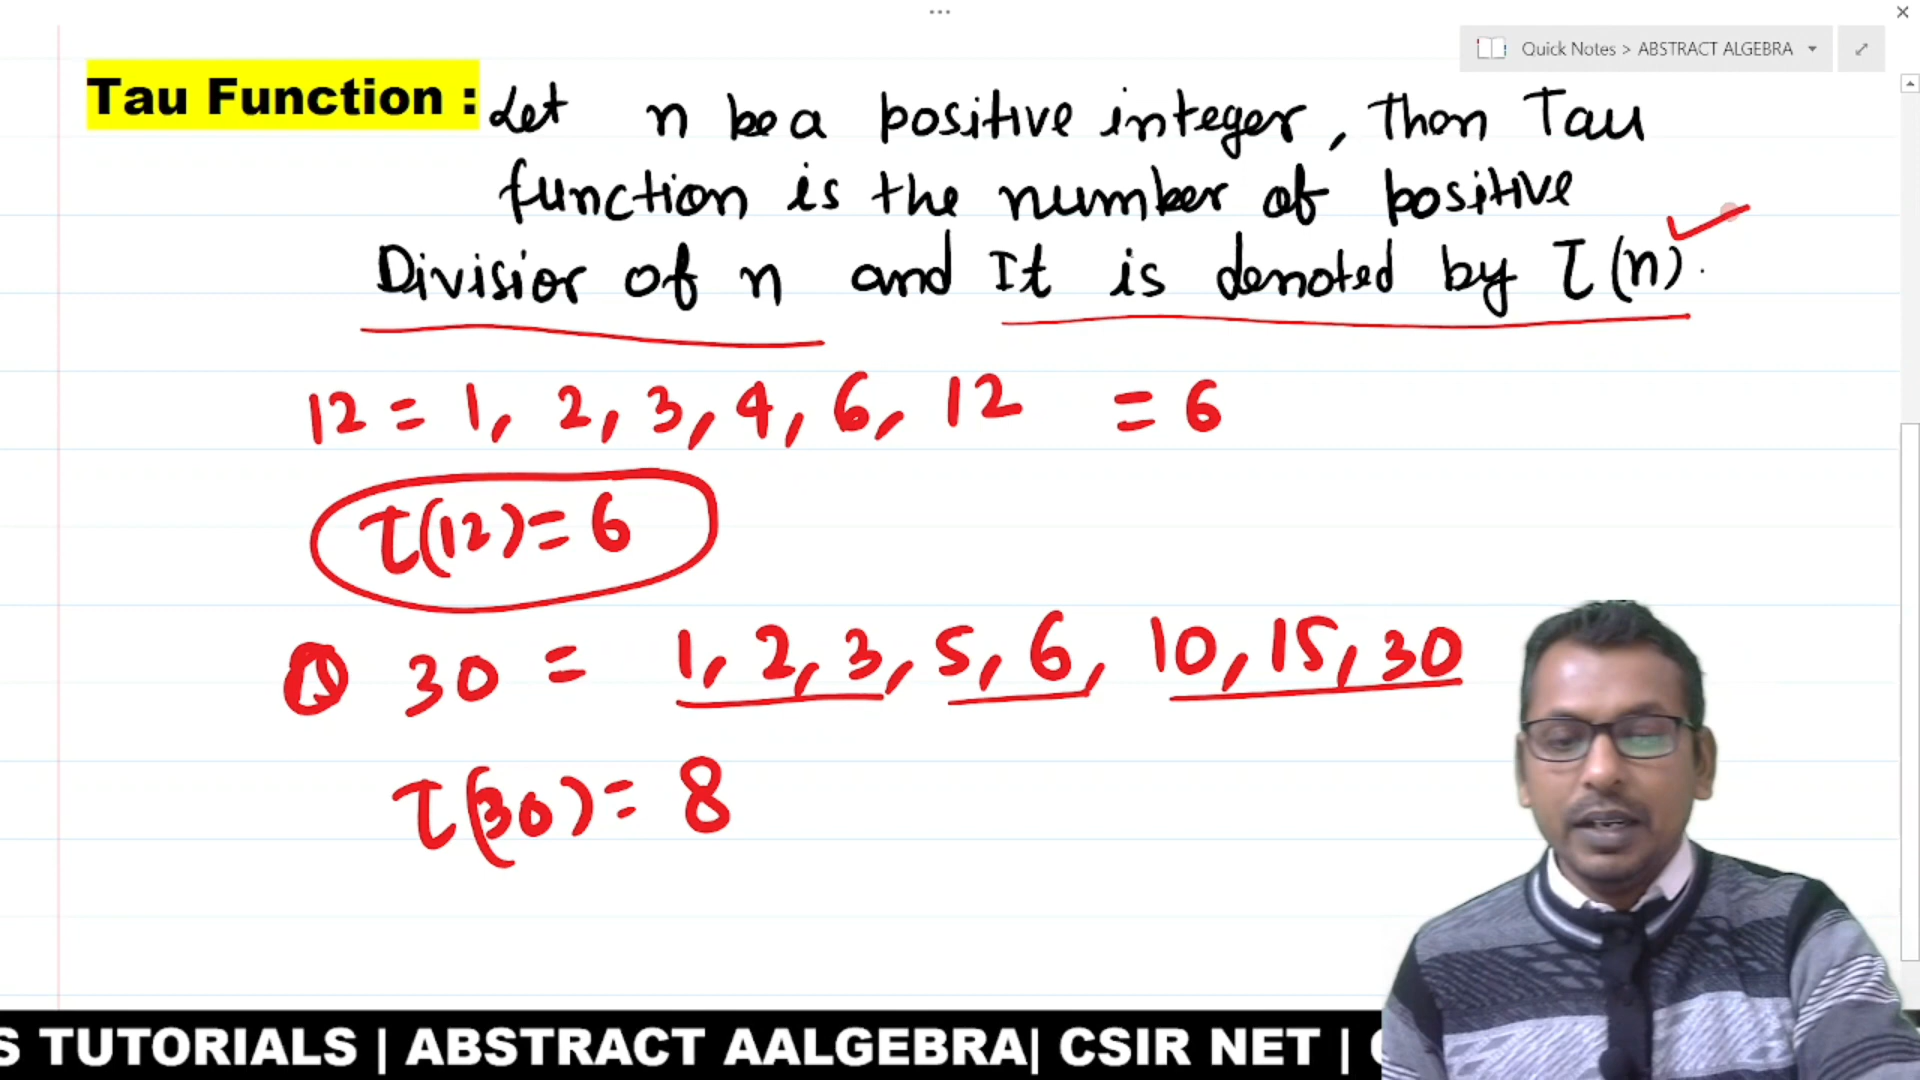 Quick Notes > ABSTRACT ALGEBRA
Tau Function : Let n be a positive integer, Then Tau
function is the number of positive
Divisior of n and It is denoted by τ(n).
12 = 1, 2, 3, 4, 6, 12 = 6
τ(12) = 6
30 = 1, 2, 3, 5, 6, 10, 15, 30
τ(30) = 8
S TUTORIALS | ABSTRACT AALGEBRA| CSIR NET |